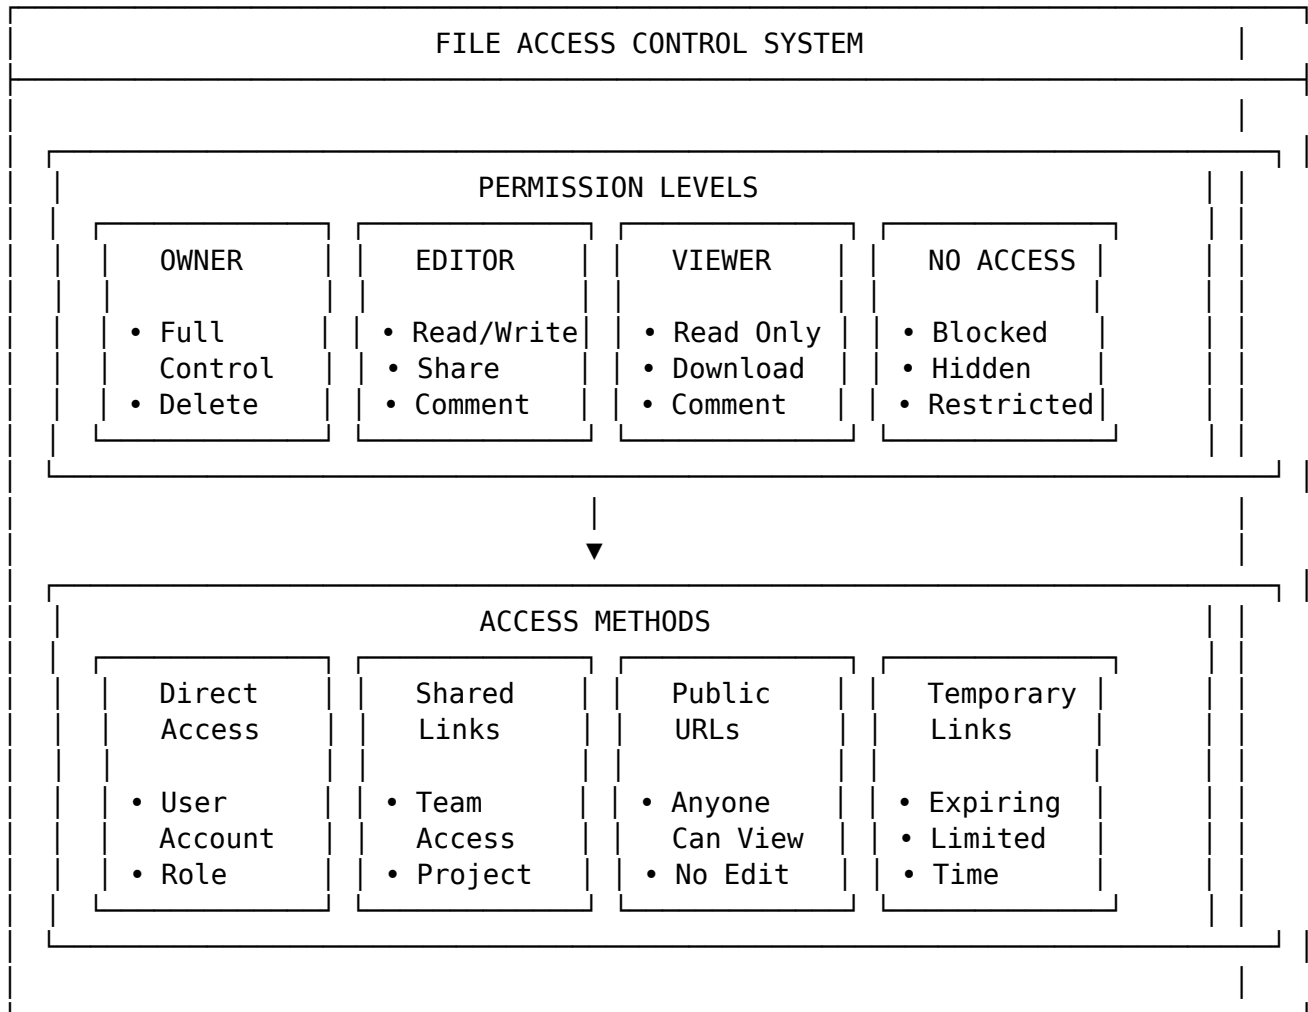 FILE ACCESS CONTROL SYSTEM
PERMISSION LEVELS
OWNER EDITOR VIEWER NO ACCESS
• Full • Read/Write • Read Only • Blocked
Control • Share • Download • Hidden
• Delete • Comment • Comment • Restricted
▼
ACCESS METHODS
Direct Shared Public Temporary
Access Links URLs Links
• User • Team • Anyone • Expiring
Account Access Can View • Limited
• Role • Project • No Edit • Time